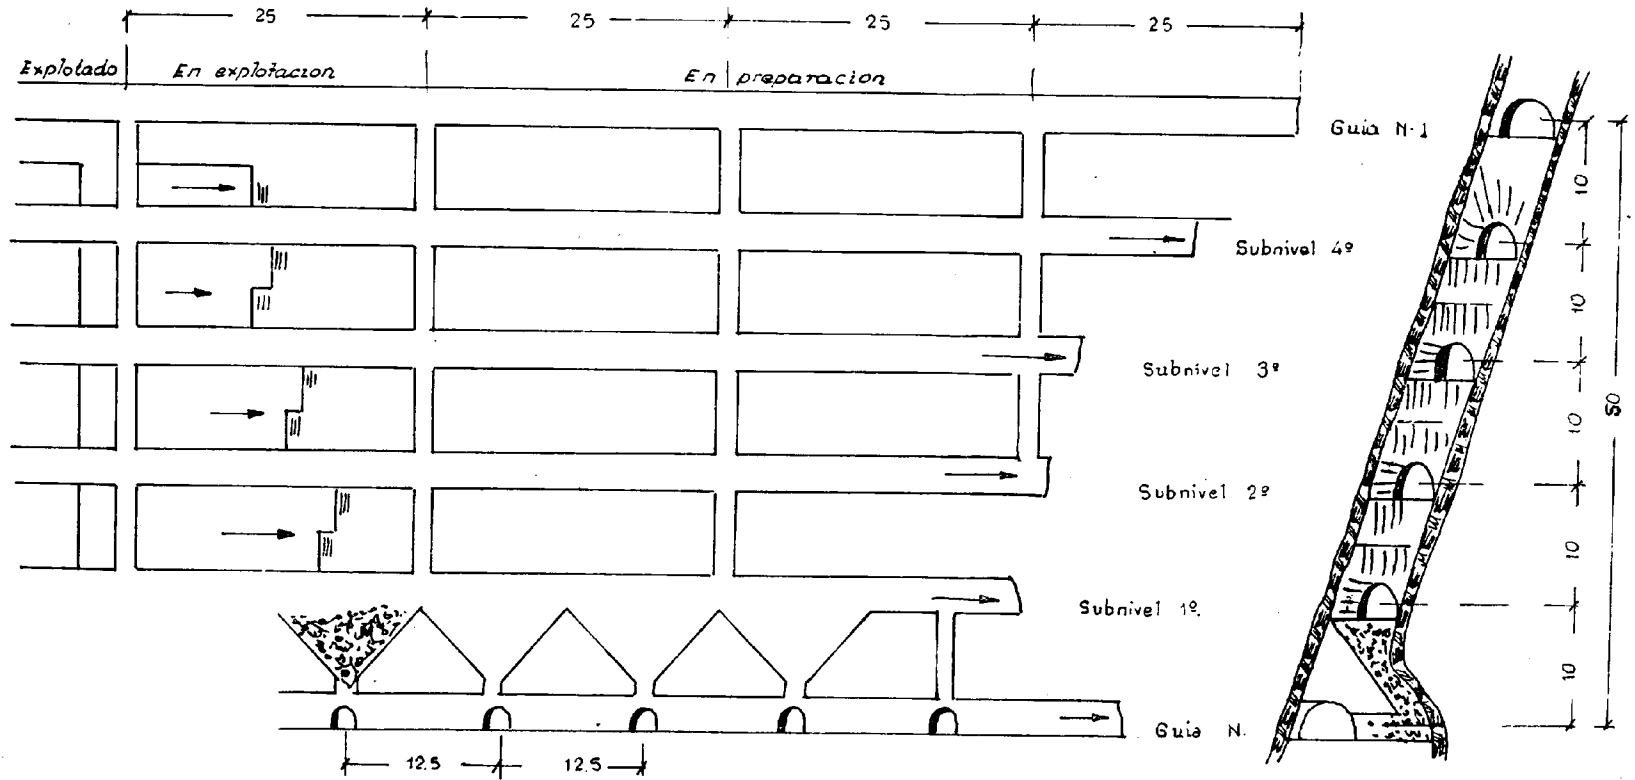 25 25 25 25
Explotado En explotacion En preparacion
Guia N-1
Subnivel 4º
Subnivel 3º
Subnivel 2º
Subnivel 1º.
Guia N.
12.5 12.5
10
10
10
10
10
50